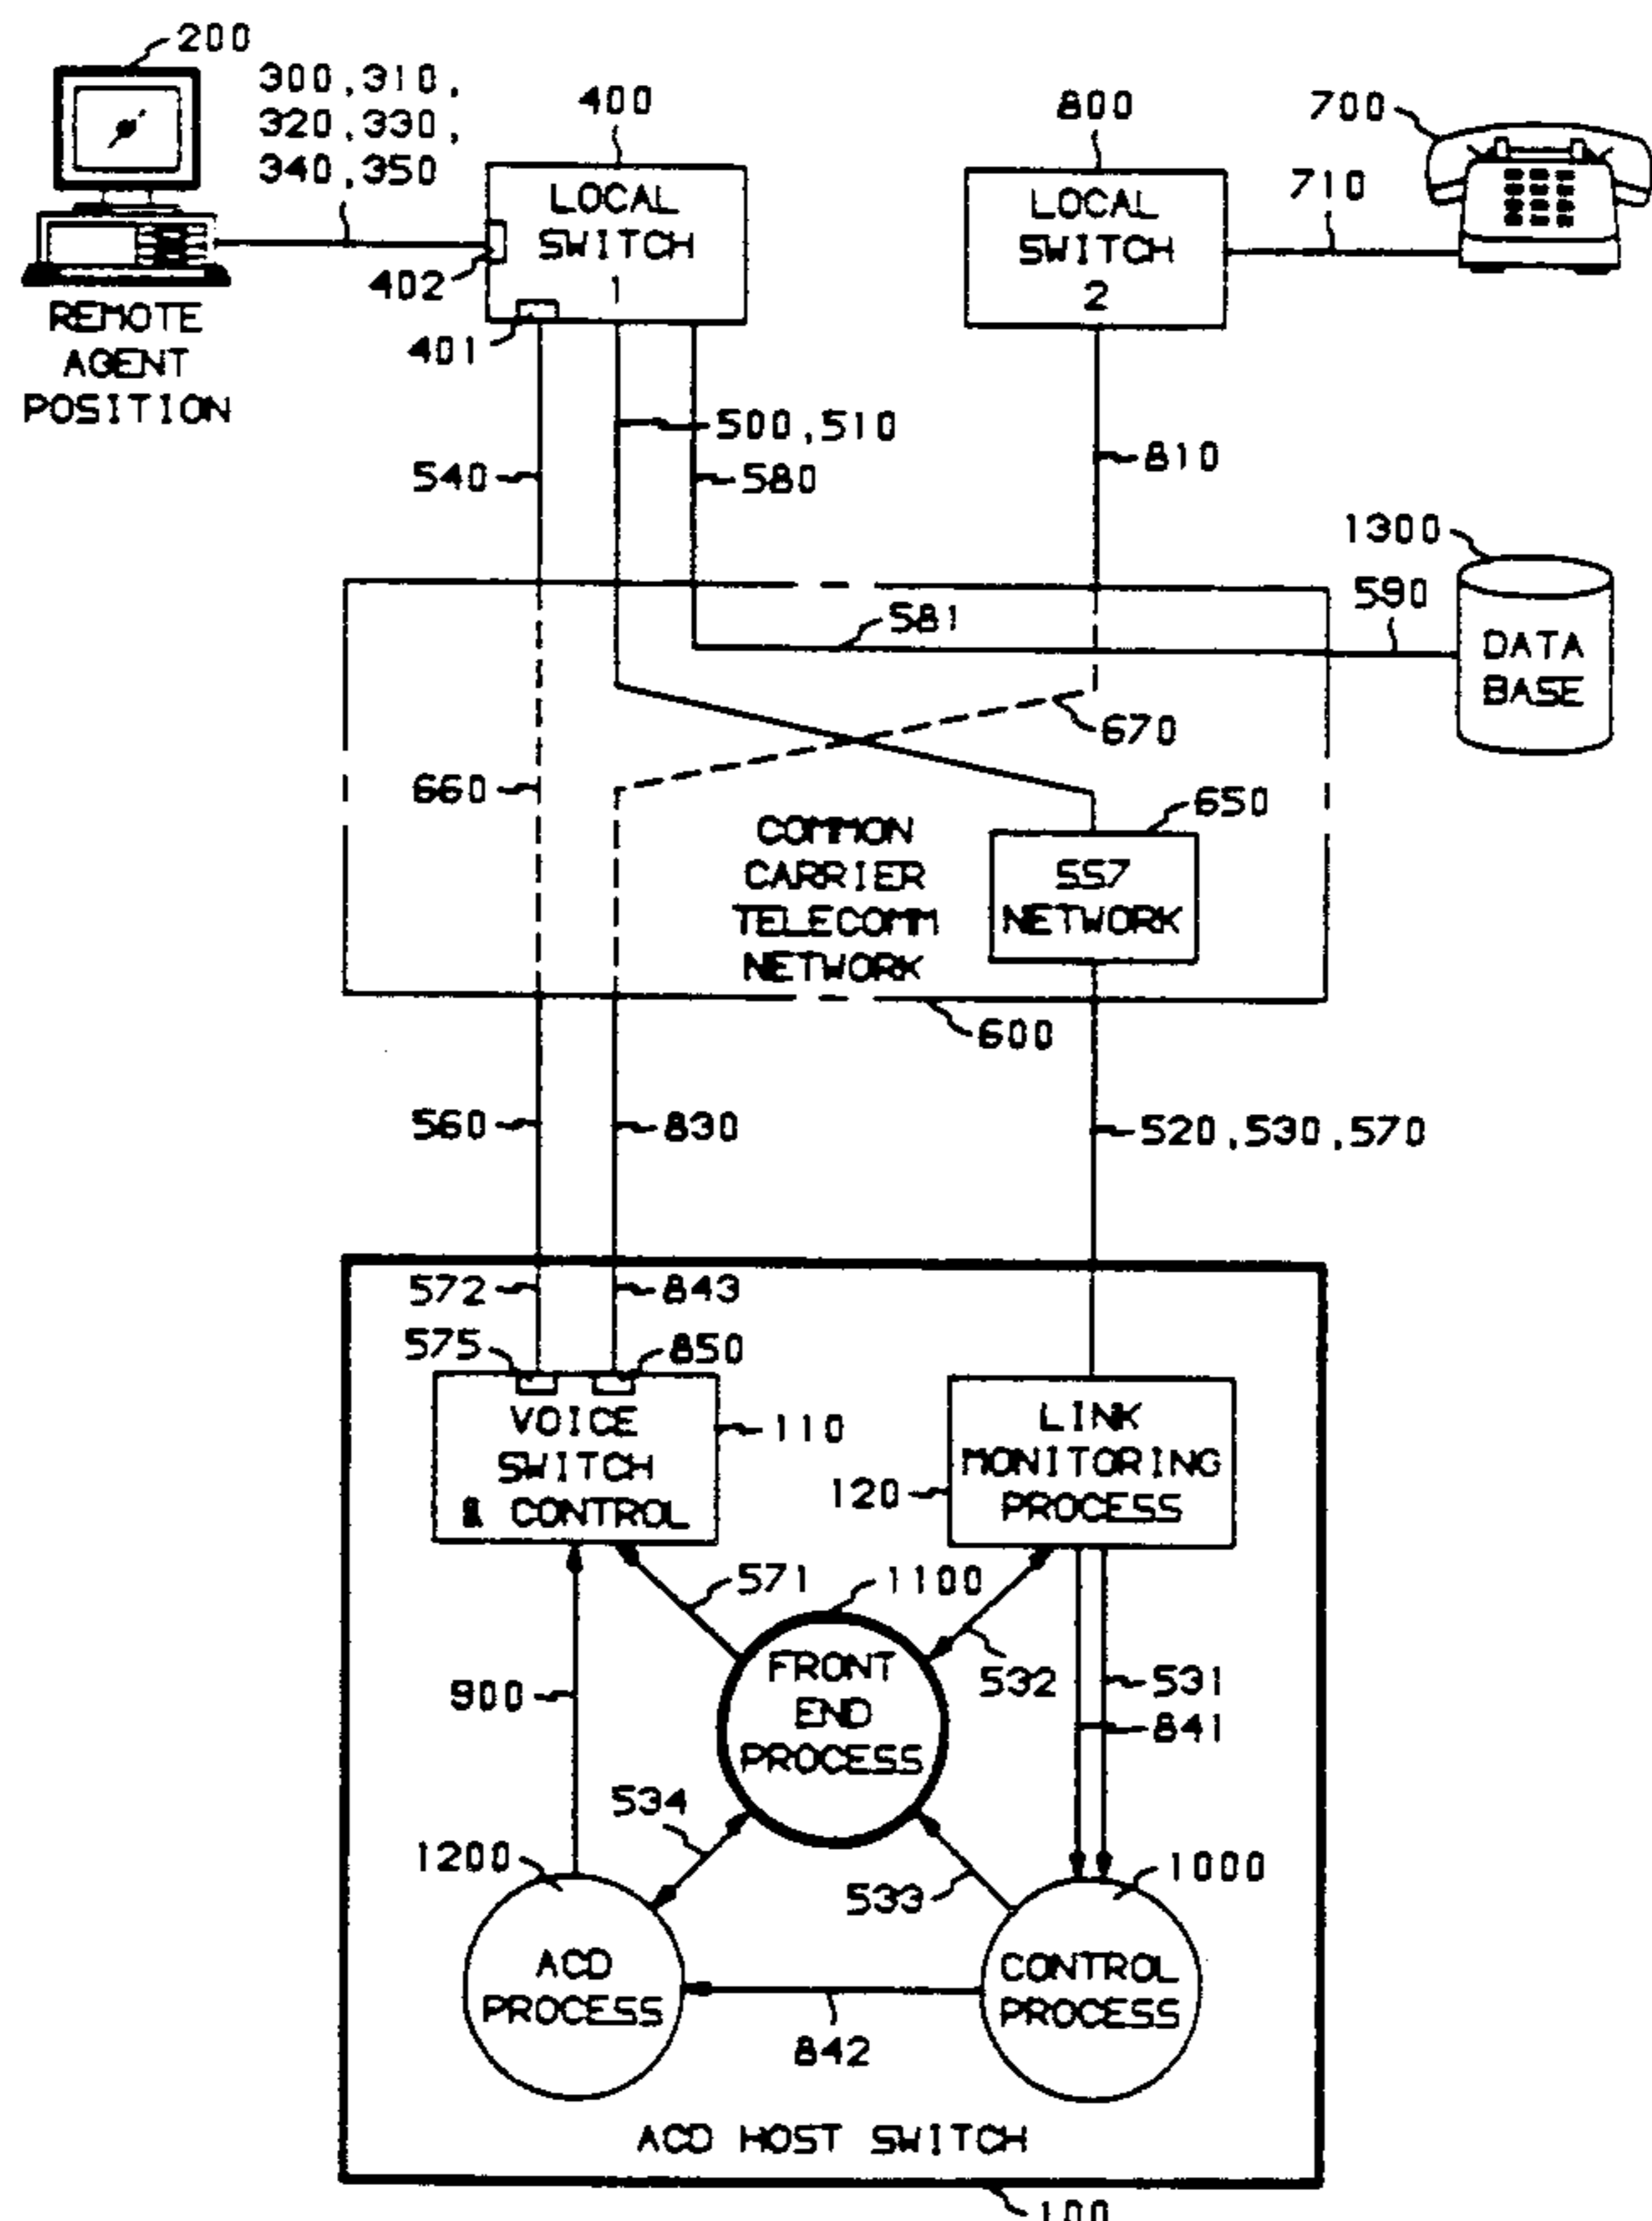 200
300,310,
320,330,
340,350
400
800
700
710
LOCAL
SWITCH
1
LOCAL
SWITCH
2
402
401
REMOTE
AGENT
POSITION
500,510
540
580
810
1300
590
581
DATA
BASE
670
660
650
COMMON
CARRIER
TELECOMM
NETWORK
SS7
NETWORK
600
560
830
520,530,570
572
843
575
850
VOICE
SWITCH
& CONTROL
110
LINK
MONITORING
PROCESS
120
571
1100
532
531
841
900
FRONT
END
PROCESS
534
533
1200
1000
ACD
PROCESS
CONTROL
PROCESS
842
ACD HOST SWITCH
100